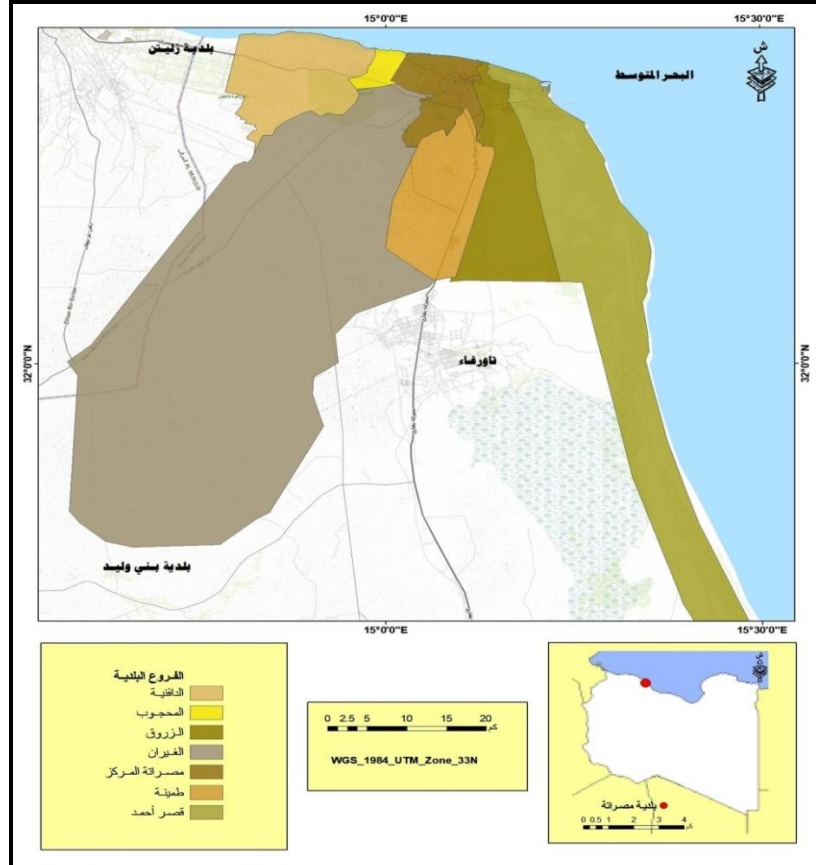 15°0'0"E 15°30'0"E
بلدية زليتن
البحر المتوسط
ش
32°0'0"N
32°0'0"N
تاورغاء
بلدية بني وليد
15°0'0"E 15°30'0"E
الفروع البلدية
الدافنية
المحجوب
الزروق
الغيران
مصراتة المركز
طمينة
قصر أحمد
0 2.5 5 10 15 20
كم
WGS_1984_UTM_Zone_33N
ش
بلدية مصراتة
0 0.5 1 2 3 4
كم